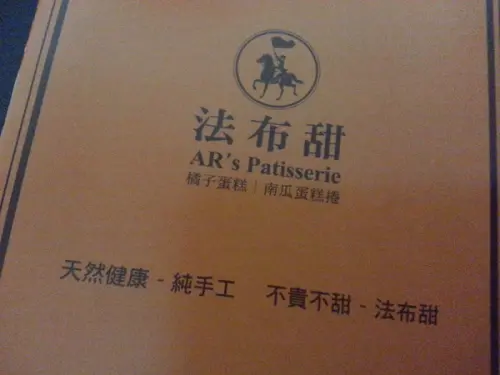 法布甜
AR's Patisserie
橘子蛋糕｜南瓜蛋糕捲
天然健康 - 純手工　不貴不甜 - 法布甜